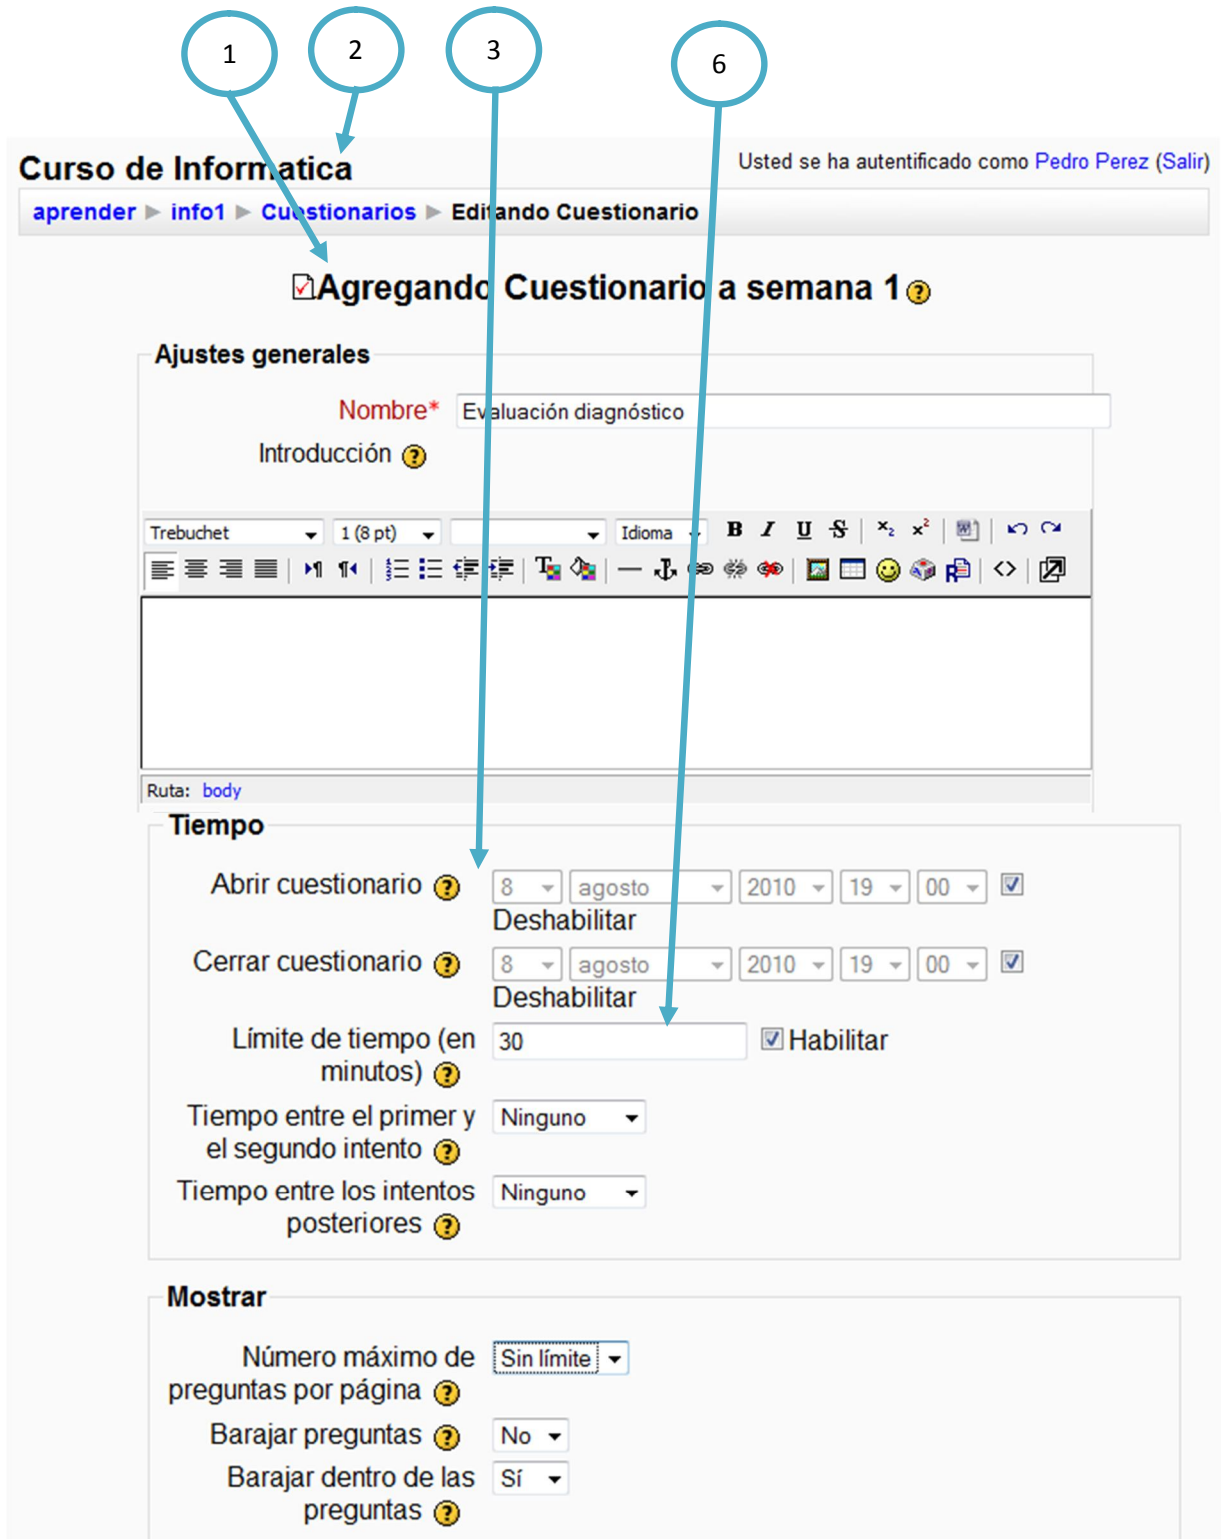 1 2 3 6
Curso de Informatica
Usted se ha autentificado como Pedro Perez (Salir)
aprender ► info1 ► Cuestionarios ► Editando Cuestionario
Agregando Cuestionario a semana 1
Ajustes generales
Nombre* Evaluación diagnóstico
Introducción
Trebuchet 1 (8 pt) Idioma B I U S x₂ x²
Ruta: body
Tiempo
Abrir cuestionario 8 agosto 2010 19 00
Deshabilitar
Cerrar cuestionario 8 agosto 2010 19 00
Deshabilitar
Límite de tiempo (en 30 Habilitar
minutos)
Tiempo entre el primer y Ninguno
el segundo intento
Tiempo entre los intentos Ninguno
posteriores
Mostrar
Número máximo de Sin límite
preguntas por página
Barajar preguntas No
Barajar dentro de las Sí
preguntas